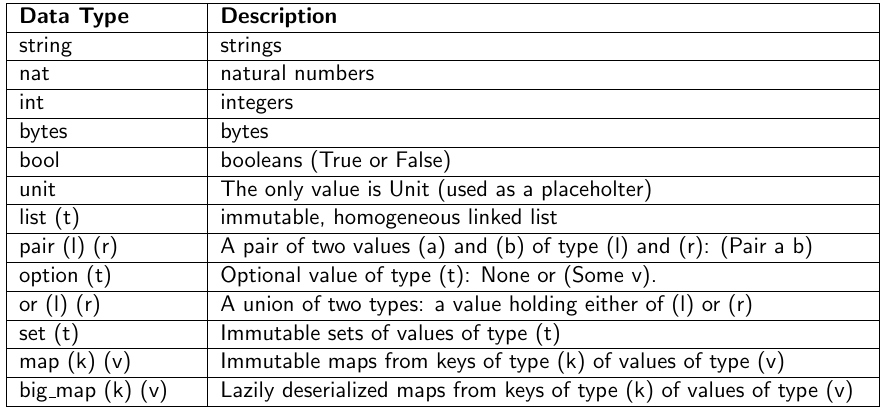 Data Type Description
string strings
nat natural numbers
int integers
bytes bytes
bool booleans (True or False)
unit The only value is Unit (used as a placeholter)
list (t) immutable, homogeneous linked list
pair (l) (r) A pair of two values (a) and (b) of type (l) and (r): (Pair a b)
option (t) Optional value of type (t): None or (Some v).
or (l) (r) A union of two types: a value holding either of (l) or (r)
set (t) Immutable sets of values of type (t)
map (k) (v) Immutable maps from keys of type (k) of values of type (v)
big_map (k) (v) Lazily deserialized maps from keys of type (k) of values of type (v)